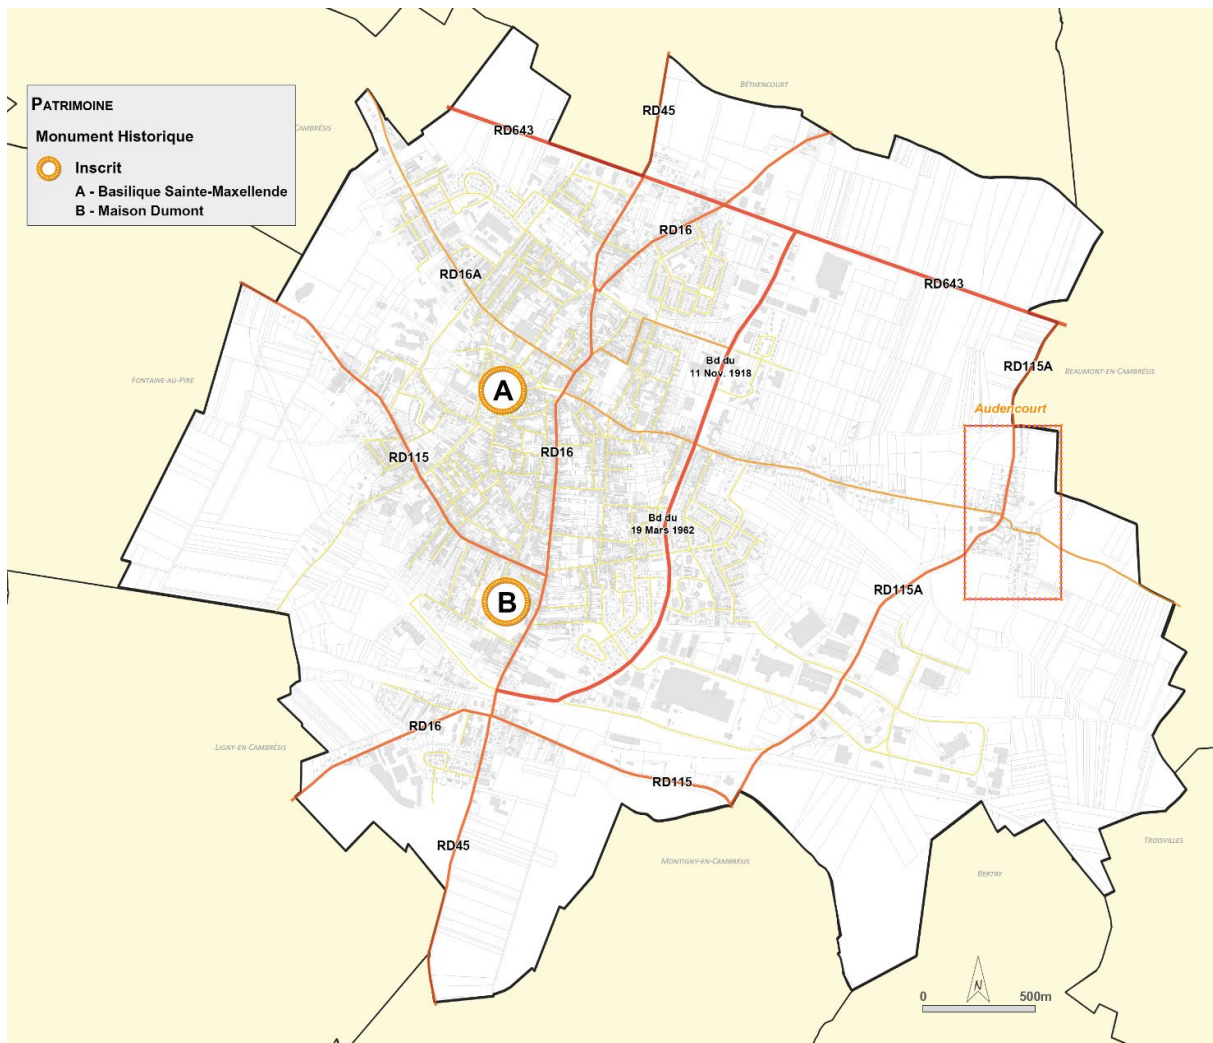 PATRIMOINE
Monument Historique
Inscrit
A - Basilique Sainte-Maxellende
B - Maison Dumont
CAMBRÉSIS
RD643
RD45
BÉTHENCOURT
RD16
RD16A
RD643
FONTAINE-AU-PIRE
A
Bd du
11 Nov. 1918
RD115A
BEAUMONT-EN-CAMBRÉSIS
Audencourt
RD115
RD16
Bd du
19 Mars 1962
B
RD115A
LIGNY-EN-CAMBRÉSIS
RD16
RD115
RD45
MONTIGNY-EN-CAMBRÉSIS
BERTRY
TROISVILLES
N
0 500m